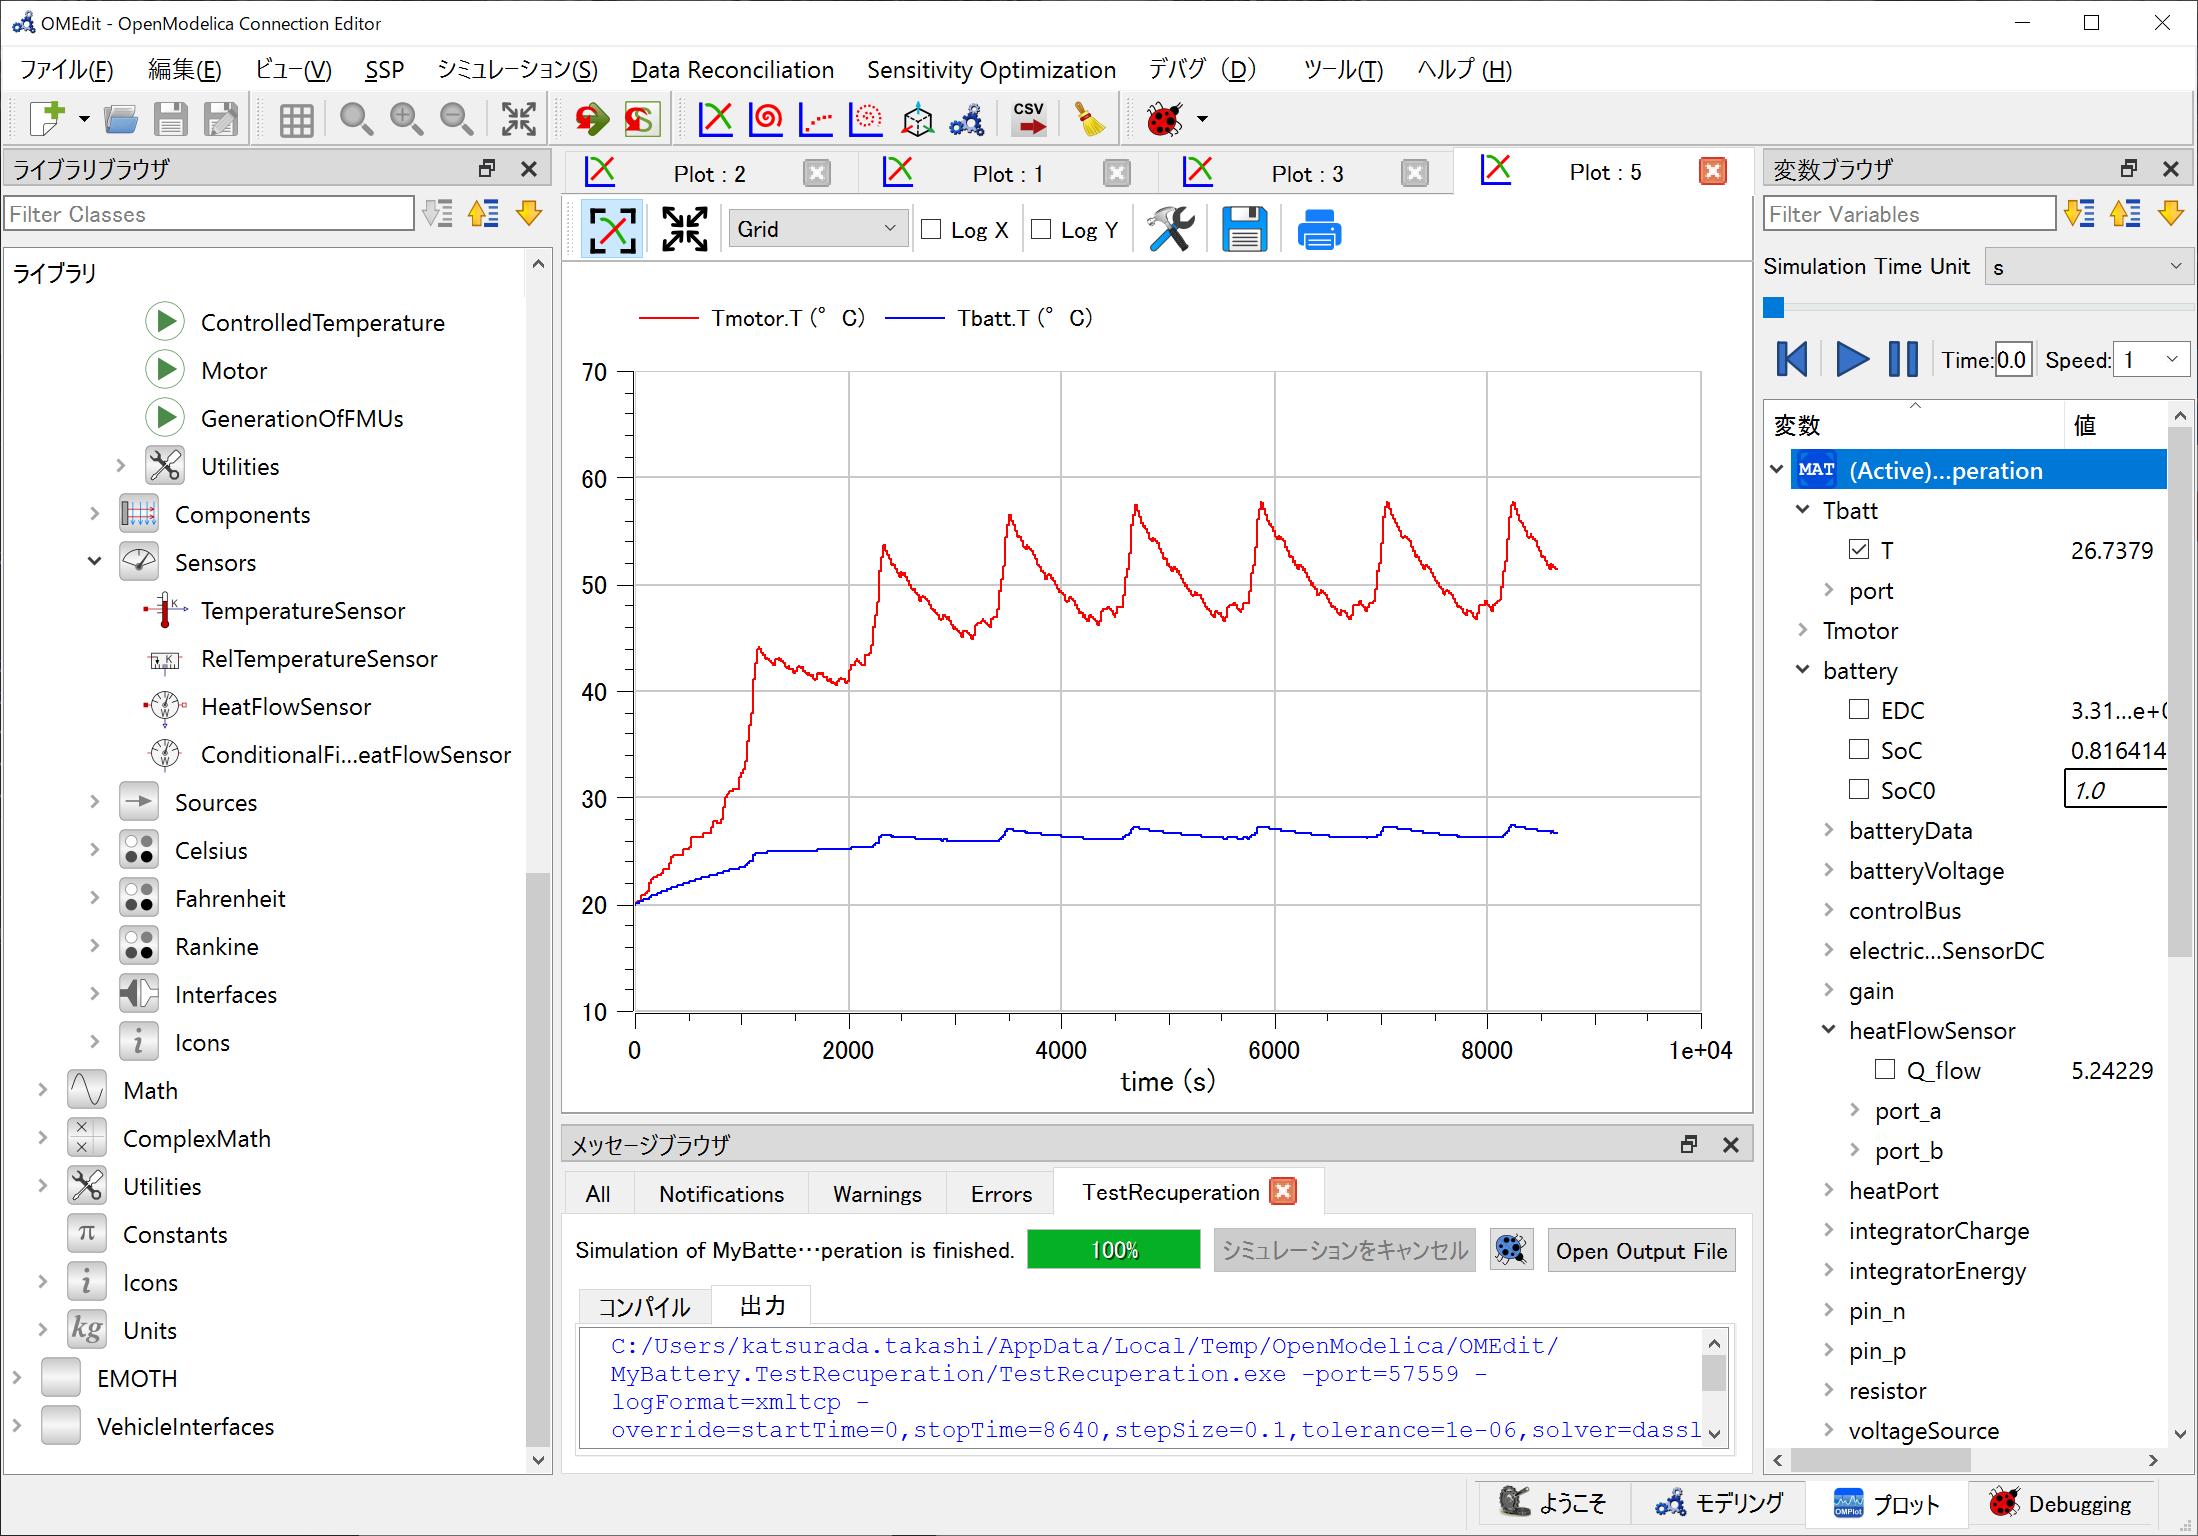 OMEdit - OpenModelica Connection Editor
ファイル(F) 編集(E) ビュー(V) SSP シミュレーション(S) Data Reconciliation Sensitivity Optimization デバグ（D） ツール(T) ヘルプ (H)
CSV
ライブラリブラウザ
Filter Classes
ライブラリ
ControlledTemperature
Motor
GenerationOfFMUs
Utilities
Components
Sensors
TemperatureSensor
RelTemperatureSensor
HeatFlowSensor
ConditionalFi...eatFlowSensor
Sources
Celsius
Fahrenheit
Rankine
Interfaces
Icons
Math
ComplexMath
Utilities
Constants
Icons
Units
EMOTH
VehicleInterfaces
Plot : 2 Plot : 1 Plot : 3 Plot : 5
Grid Log X Log Y
Tmotor.T (°C) Tbatt.T (°C)
70
60
50
40
30
20
10
0 2000 4000 6000 8000 1e+04
time (s)
メッセージブラウザ
All Notifications Warnings Errors TestRecuperation
Simulation of MyBatte…peration is finished. 100% シミュレーションをキャンセル Open Output File
コンパイル 出力
C:/Users/katsurada.takashi/AppData/Local/Temp/OpenModelica/OMEdit/
MyBattery.TestRecuperation/TestRecuperation.exe -port=57559 -
logFormat=xmltcp -
override=startTime=0,stopTime=8640,stepSize=0.1,tolerance=1e-06,solver=dassl
変数ブラウザ
Filter Variables
Simulation Time Unit s
Time: 0.0 Speed: 1
変数 値
MAT (Active)...peration
Tbatt
T 26.7379
port
Tmotor
battery
EDC 3.31...e+0
SoC 0.816414
SoC0 1.0
batteryData
batteryVoltage
controlBus
electric...SensorDC
gain
heatFlowSensor
Q_flow 5.24229
port_a
port_b
heatPort
integratorCharge
integratorEnergy
pin_n
pin_p
resistor
voltageSource
ようこそ モデリング OMPlot プロット Debugging